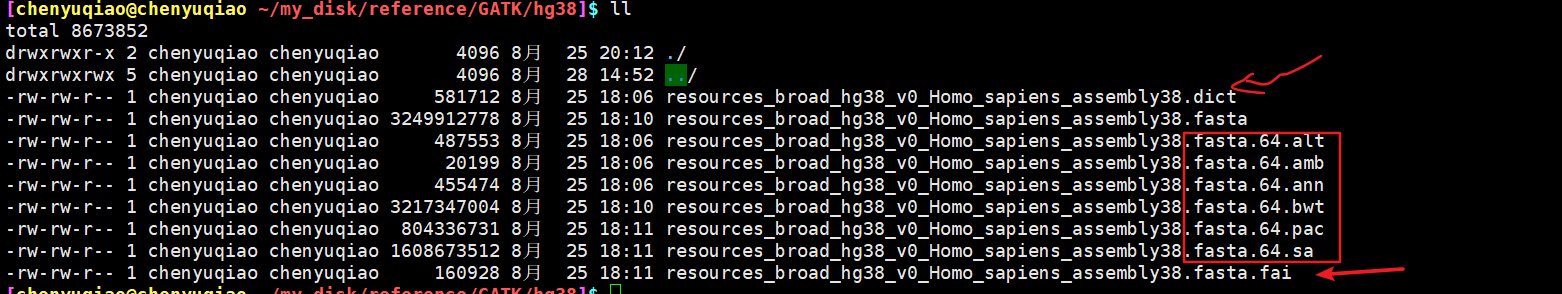 [chenyuqiao@chenyuqiao ~/my_disk/reference/GATK/hg38]$ ll
total 8673852
drwxrwxr-x 2 chenyuqiao chenyuqiao 4096 8月 25 20:12 ./
drwxrwxrwx 5 chenyuqiao chenyuqiao 4096 8月 28 14:52 ../
-rw-rw-r-- 1 chenyuqiao chenyuqiao 581712 8月 25 18:06 resources_broad_hg38_v0_Homo_sapiens_assembly38.dict
-rw-rw-r-- 1 chenyuqiao chenyuqiao 3249912778 8月 25 18:10 resources_broad_hg38_v0_Homo_sapiens_assembly38.fasta
-rw-rw-r-- 1 chenyuqiao chenyuqiao 487553 8月 25 18:06 resources_broad_hg38_v0_Homo_sapiens_assembly38.fasta.64.alt
-rw-rw-r-- 1 chenyuqiao chenyuqiao 20199 8月 25 18:06 resources_broad_hg38_v0_Homo_sapiens_assembly38.fasta.64.amb
-rw-rw-r-- 1 chenyuqiao chenyuqiao 455474 8月 25 18:06 resources_broad_hg38_v0_Homo_sapiens_assembly38.fasta.64.ann
-rw-rw-r-- 1 chenyuqiao chenyuqiao 3217347004 8月 25 18:10 resources_broad_hg38_v0_Homo_sapiens_assembly38.fasta.64.bwt
-rw-rw-r-- 1 chenyuqiao chenyuqiao 804336731 8月 25 18:11 resources_broad_hg38_v0_Homo_sapiens_assembly38.fasta.64.pac
-rw-rw-r-- 1 chenyuqiao chenyuqiao 1608673512 8月 25 18:11 resources_broad_hg38_v0_Homo_sapiens_assembly38.fasta.64.sa
-rw-rw-r-- 1 chenyuqiao chenyuqiao 160928 8月 25 18:11 resources_broad_hg38_v0_Homo_sapiens_assembly38.fasta.fai
[chenyuqiao@chenyuqiao ~/my_disk/reference/GATK/hg38]$